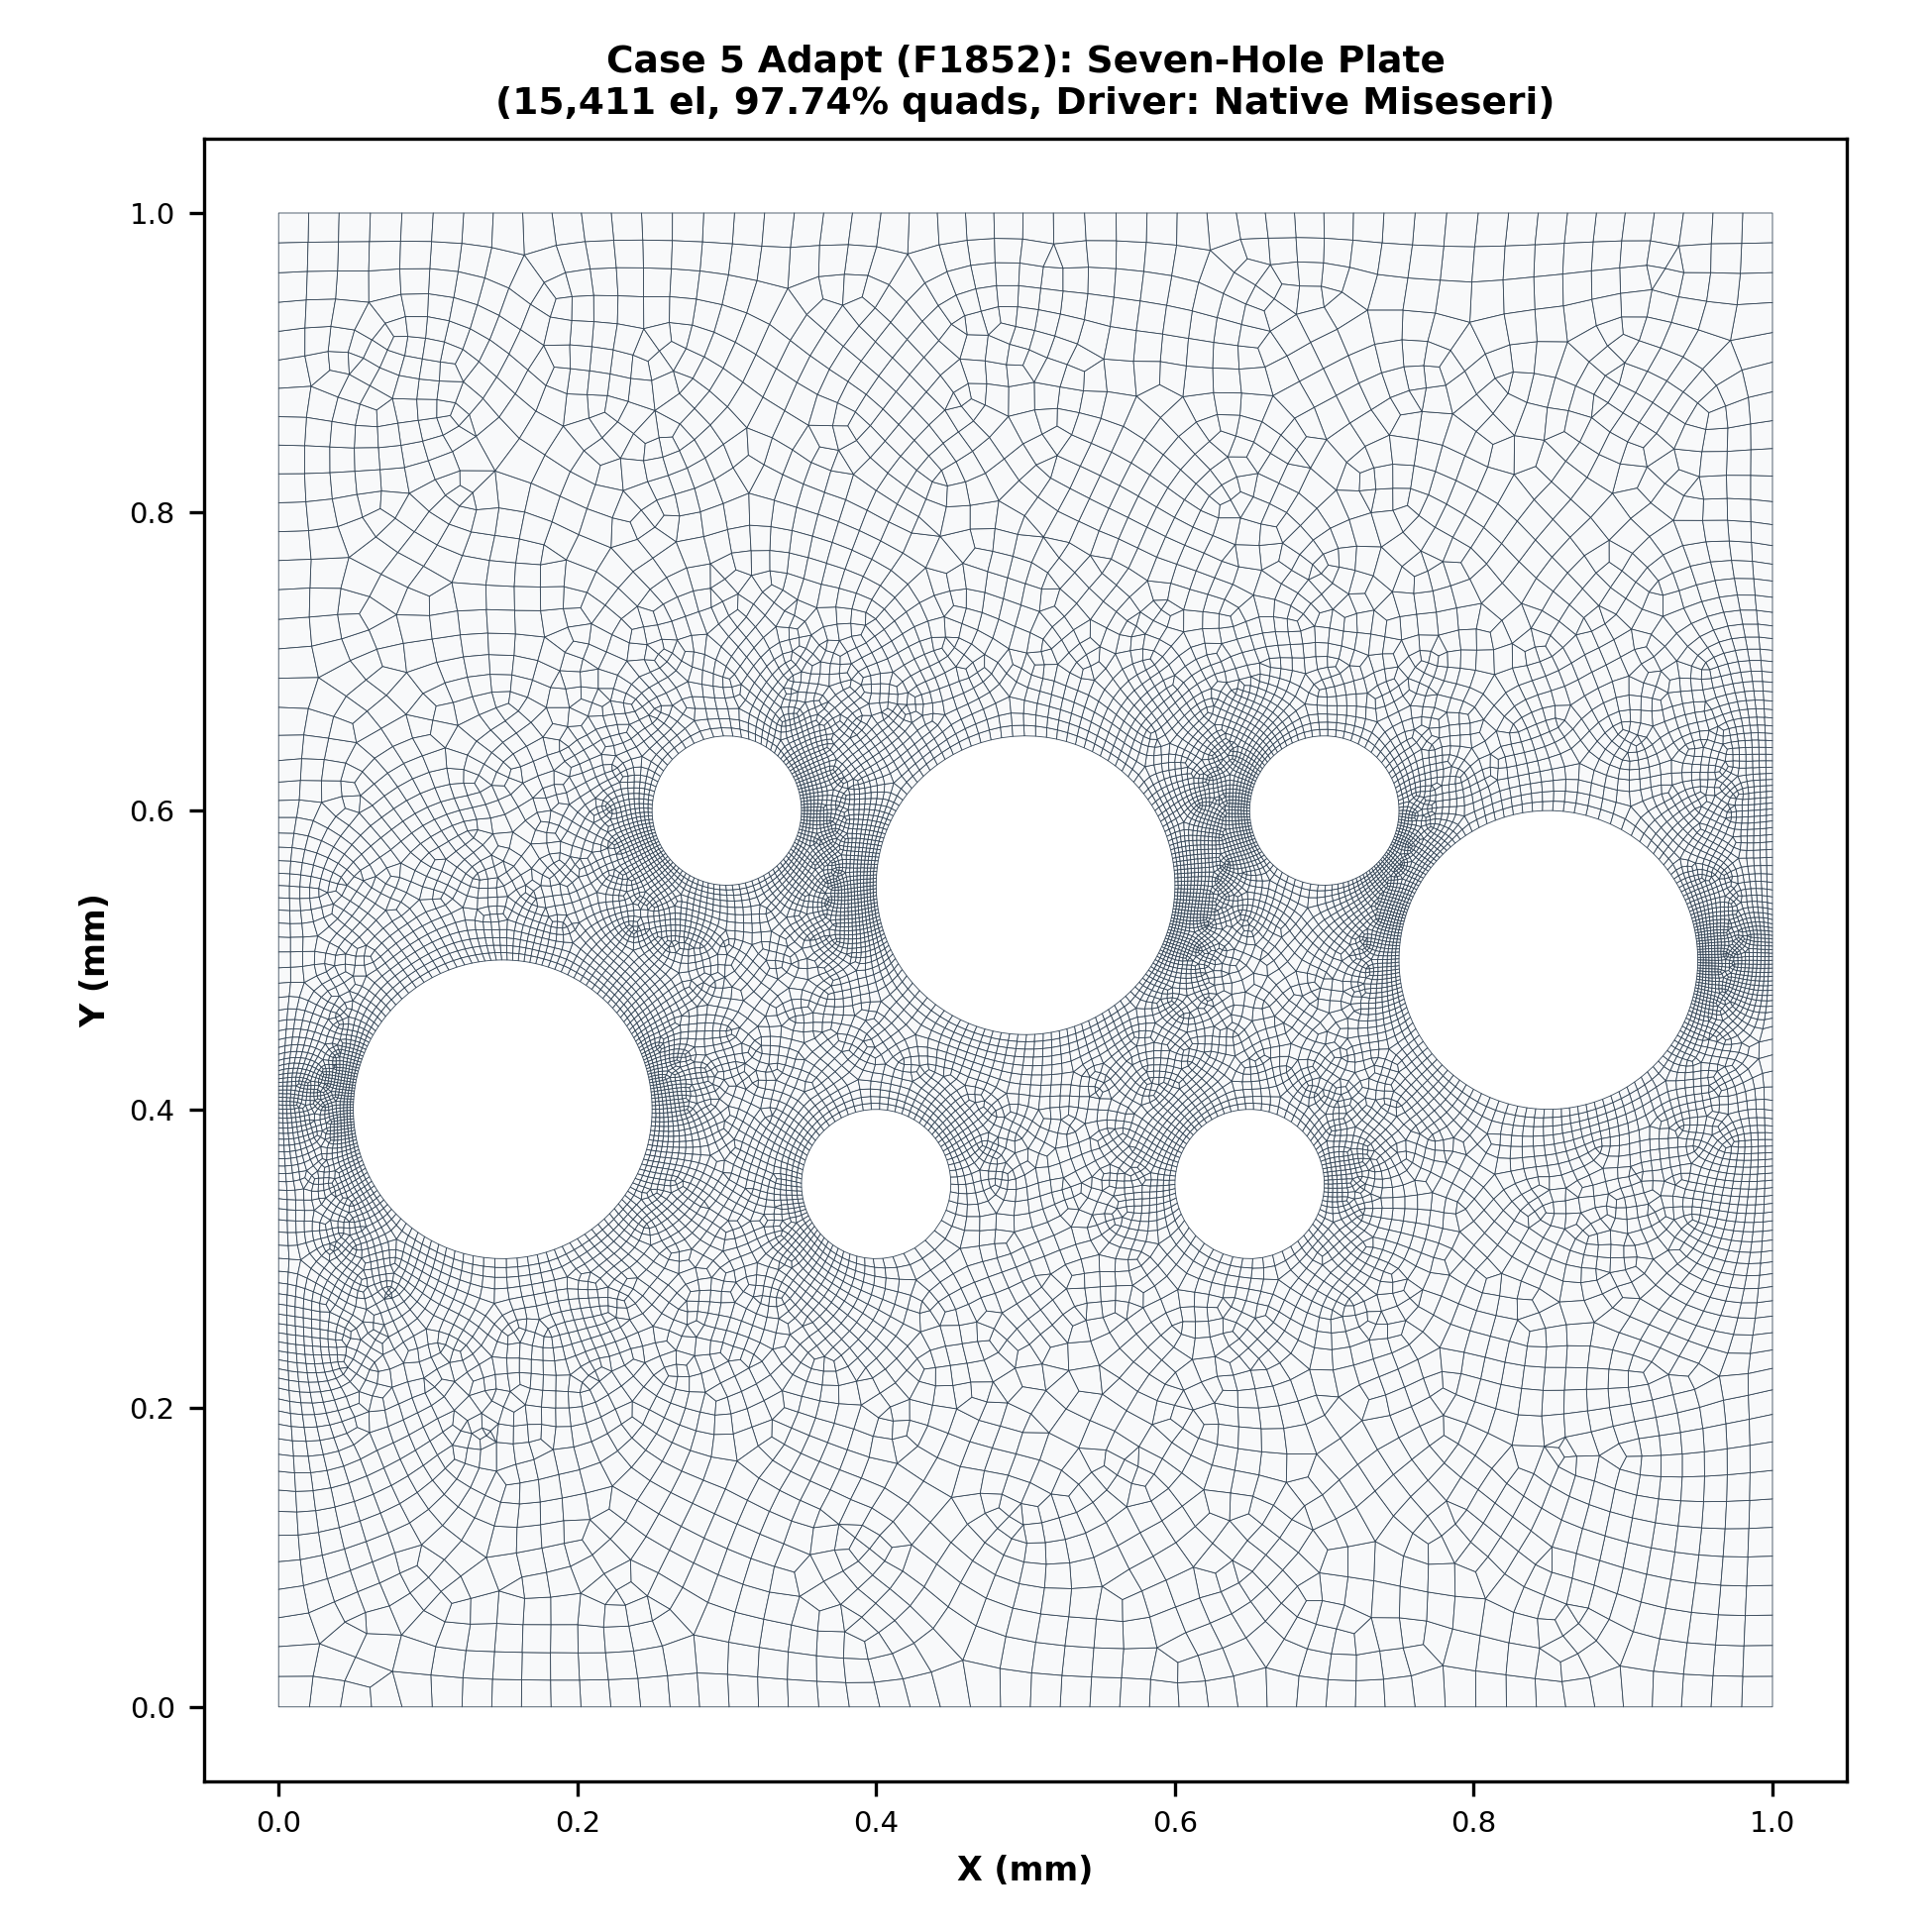 Case 5 Adapt (F1852): Seven-Hole Plate
(15,411 el, 97.74% quads, Driver: Native Miseseri)
1.0
0.8
0.6
0.4
0.2
0.0
Y (mm)
0.0 0.2 0.4 0.6 0.8 1.0
X (mm)